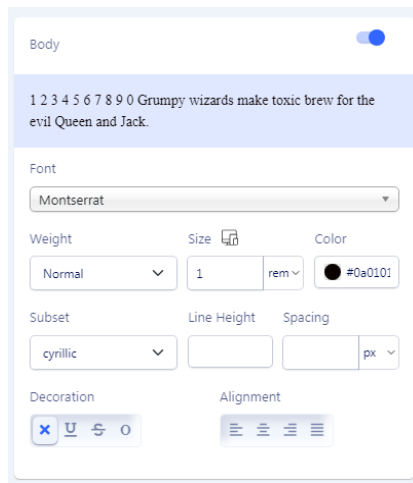 Body
1 2 3 4 5 6 7 8 9 0 Grumpy wizards make toxic brew for the
evil Queen and Jack.
Font
Montserrat
Weight Size Color
Normal 1 rem #0a0101
Subset Line Height Spacing
cyrillic px
Decoration Alignment
U S O